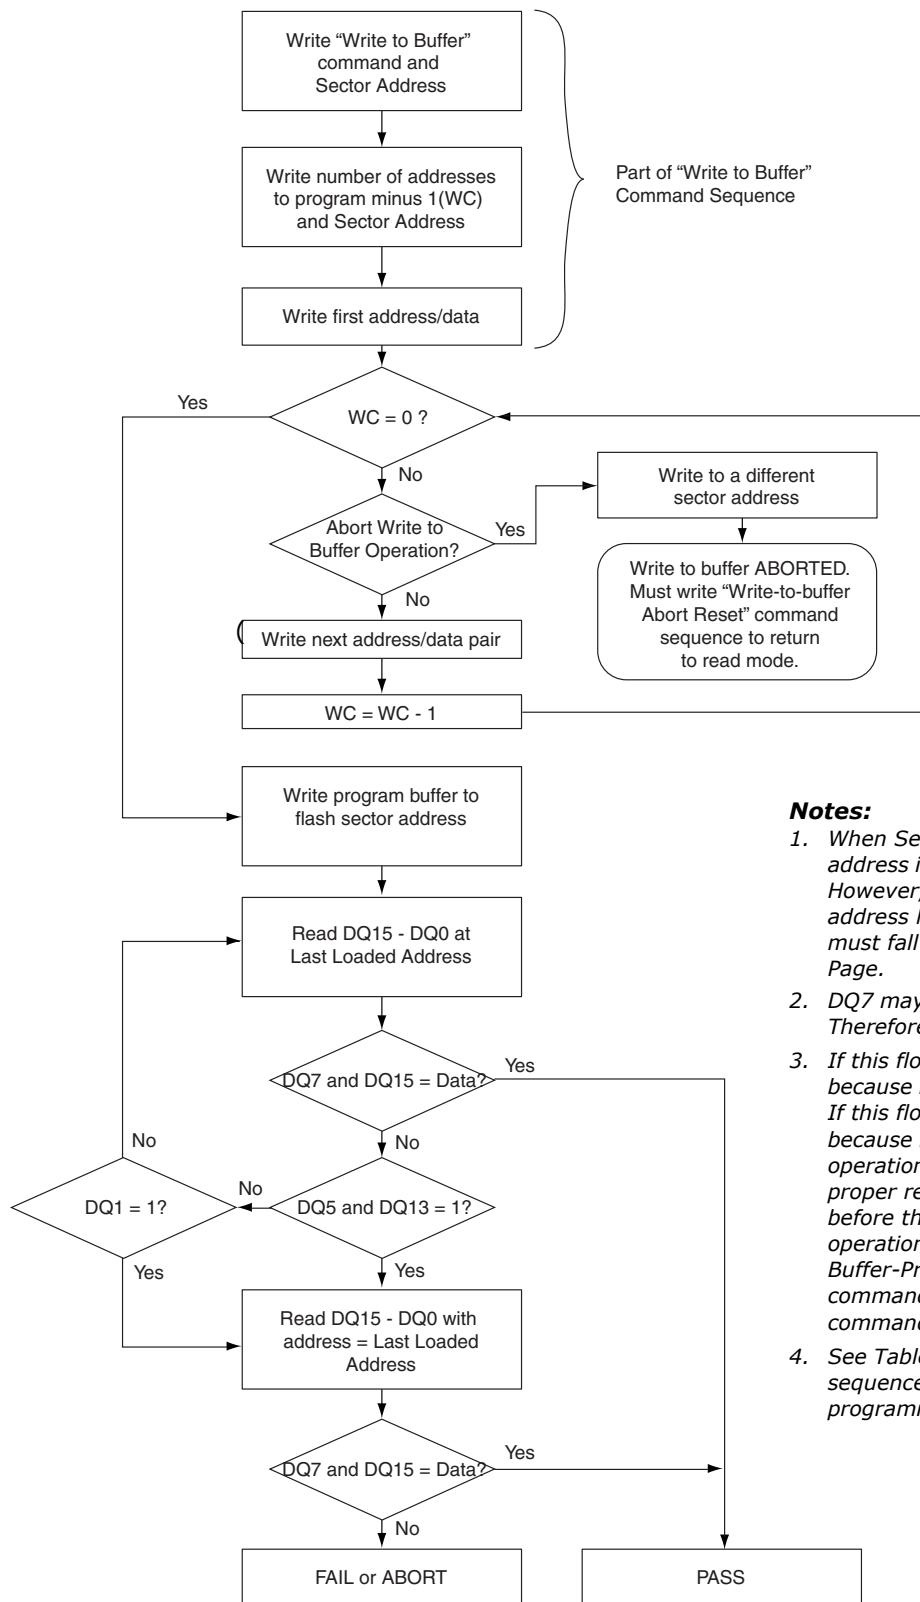 Write “Write to Buffer”
command and
Sector Address
Write number of addresses
to program minus 1(WC)
and Sector Address
Part of “Write to Buffer”
Command Sequence
Write first address/data
Yes
WC = 0 ?
No
Write to a different
sector address
Abort Write to
Buffer Operation?
Yes
Write to buffer ABORTED.
Must write “Write-to-buffer
Abort Reset” command
sequence to return
to read mode.
No
(
Write next address/data pair
WC = WC - 1
Write program buffer to
flash sector address
Read DQ15 - DQ0 at
Last Loaded Address
DQ7 and DQ15 = Data?
Yes
No
No
DQ1 = 1?
No
DQ5 and DQ13 = 1?
Yes
Yes
Read DQ15 - DQ0 with
address = Last Loaded
Address
DQ7 and DQ15 = Data?
Yes
No
FAIL or ABORT
PASS
Notes:
1. When Se
address i
However,
address l
must fall
Page.
2. DQ7 may
Therefore
3. If this flo
because
If this flo
because
operation
proper re
before th
operation
Buffer-Pr
command
command
4. See Table
sequence
programm